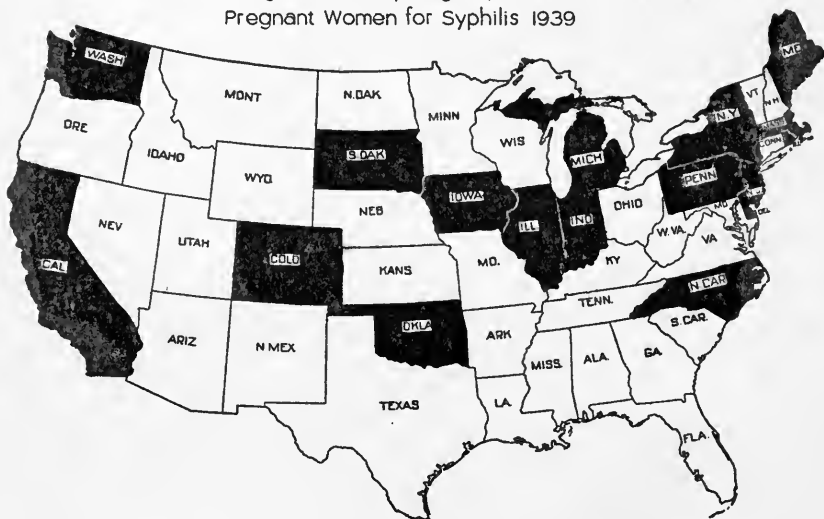 Pregnant Women for Syphilis 1939
WASH
ME
MONT
N.DAK
MINN
VT
N.H.
ORE
IDAHO
S.DAK
WIS
MICH
N.Y.
MASS
CONN
WYO.
IOWA
PENN
NEV
NEB
ILL
IND
OHIO
N.J.
MD.
DEL
UTAH
COLO
W.VA.
VA
CAL
KANS
MO.
KY
N CAR
TENN.
ARIZ
N MEX
OKLA
ARK
S.CAR.
MISS.
ALA.
GA.
TEXAS
LA.
FLA.